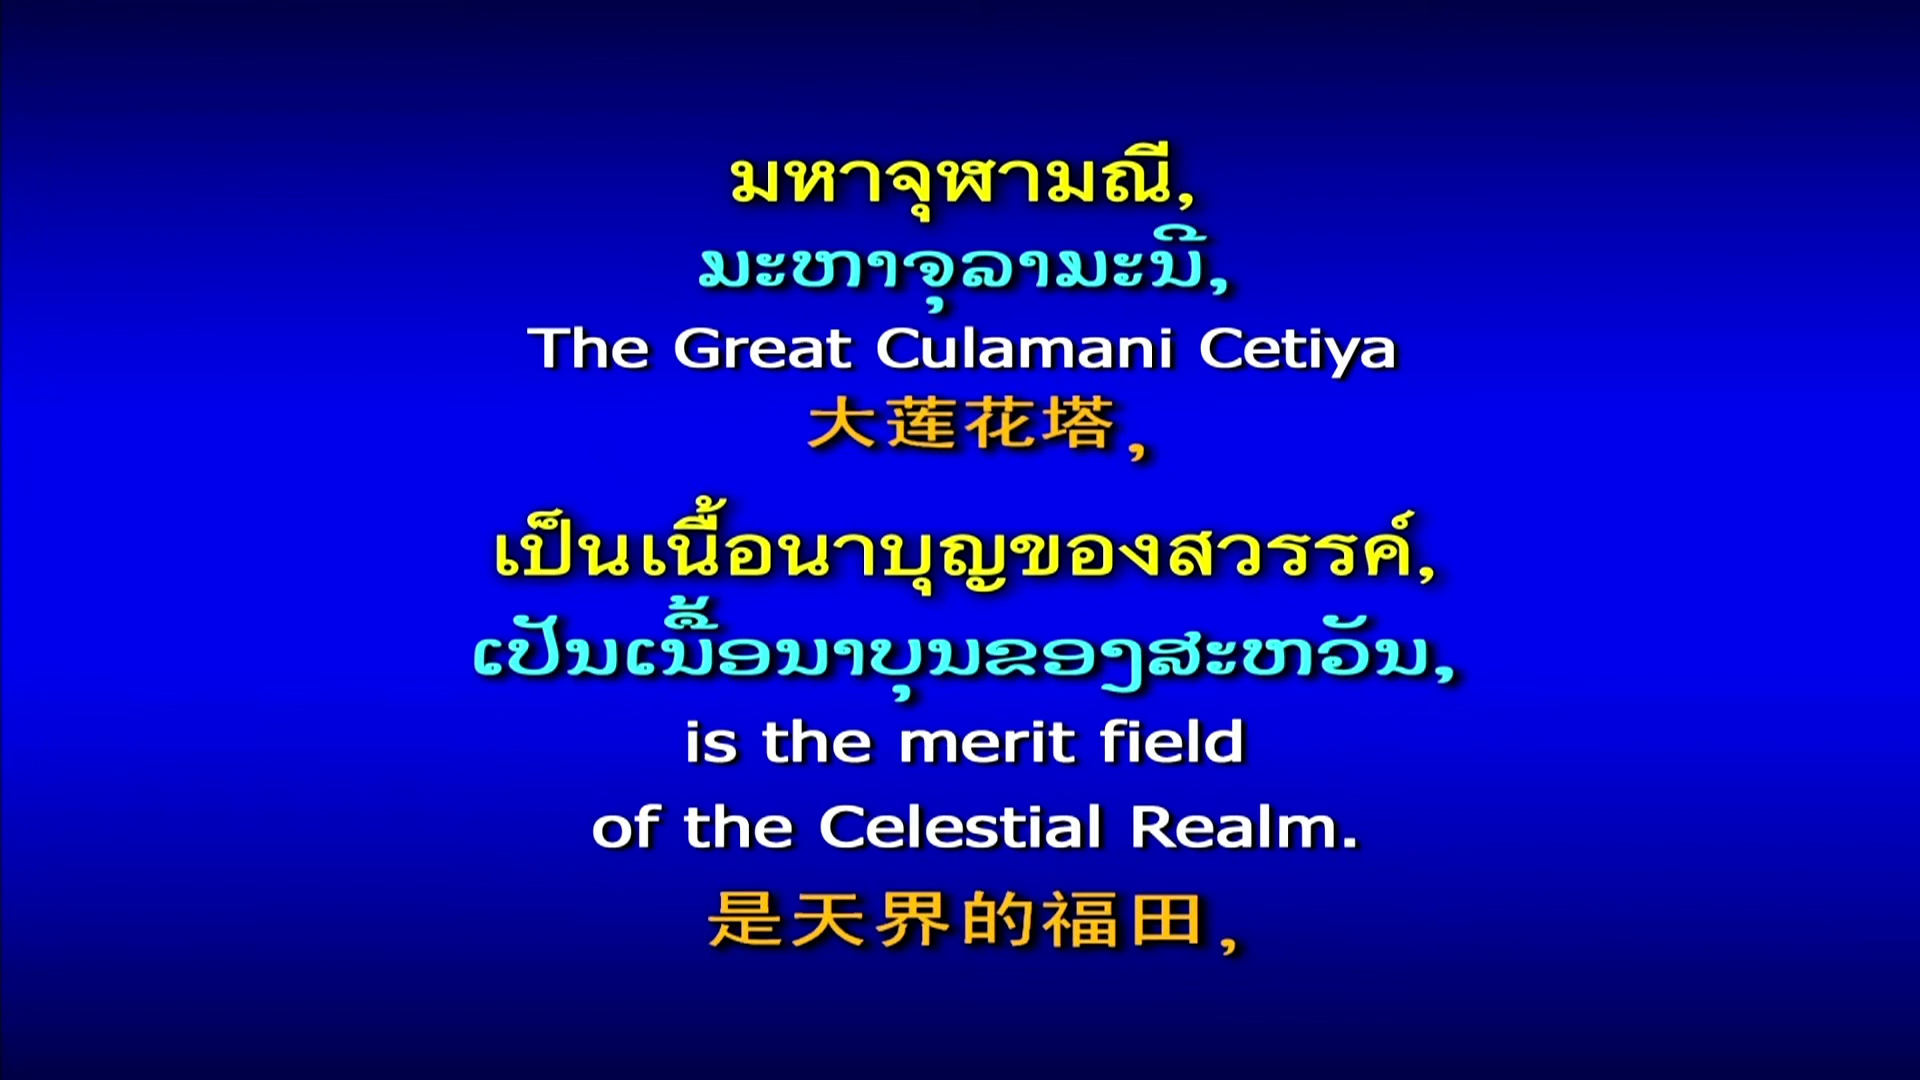 มหาจุฬามณี,
ມະຫາຈຸລາມະນີ,
The Great Culamani Cetiya
大莲花塔,
เป็นเนื้อนาบุญของสวรรค์,
ເປັນເນື້ອນາບຸນຂອງສະຫວັນ,
is the merit field
of the Celestial Realm.
是天界的福田,